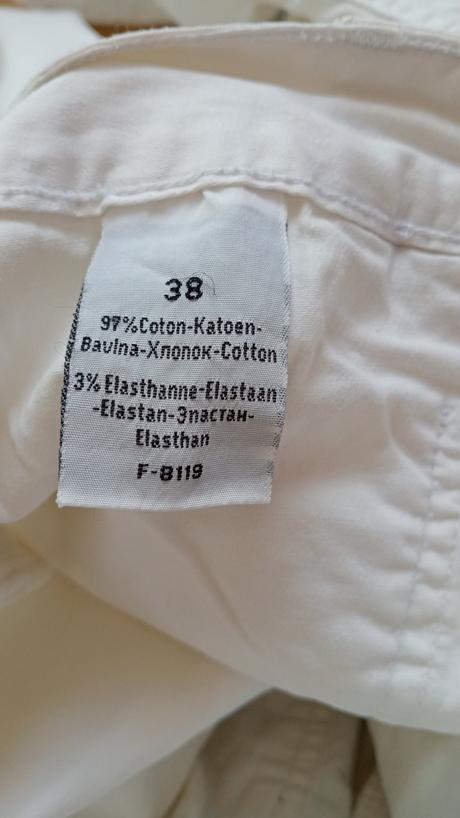 38
97%Coton-Katoen-
Bavlna-Хлопок-Cotton
3% Elasthanne-Elastaan
-Elastan-Эластан-
Elasthan
F-8119